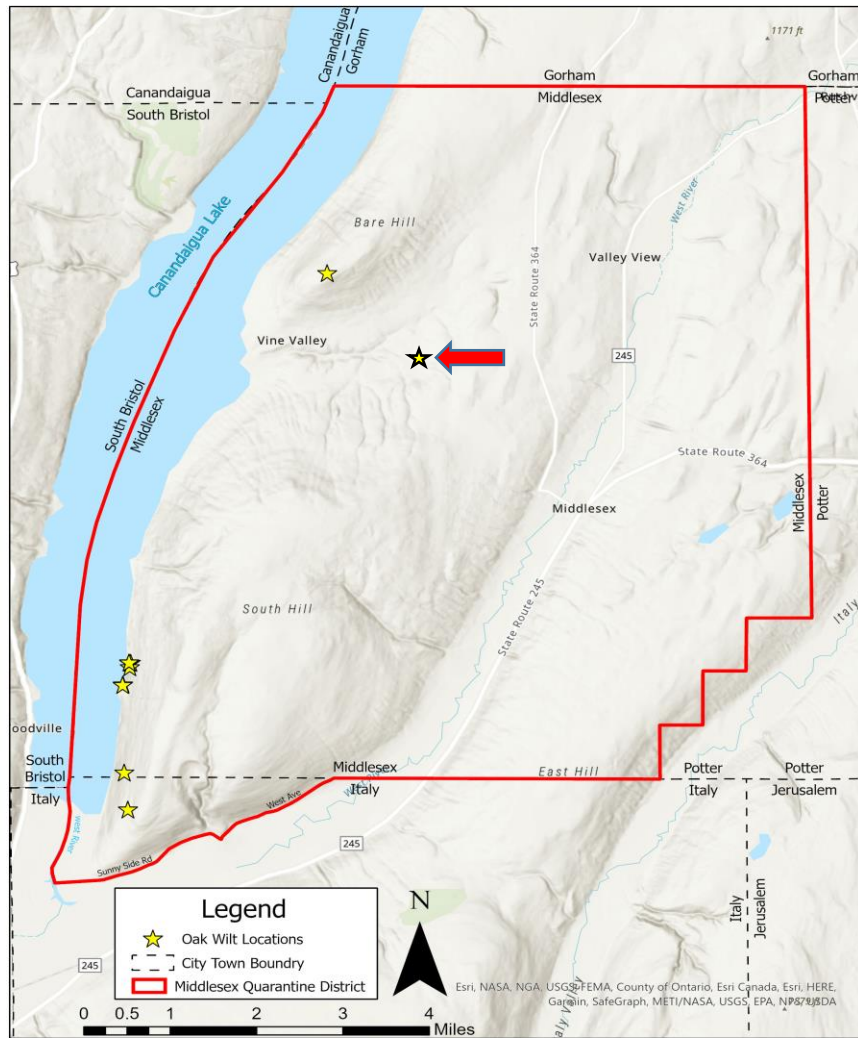 1171 ft
Canandaigua
Gorham
Gorham
Middlesex
Gorham
Potter
Canandaigua
South Bristol
Canandaigua Lake
Bare Hill
West River
State Route 364
Valley View
Vine Valley
245
South Bristol
Middlesex
State Route 364
Middlesex
Potter
Middlesex
South Hill
State Route 245
Italy
oodville
South
Bristol
Italy
Middlesex
Italy
East Hill
Potter
Italy
Potter
Jerusalem
West Ave
West River
Sunny Side Rd
245
Italy
Jerusalem
Legend
Oak Wilt Locations
City Town Boundry
Middlesex Quarantine District
N
245
Esri, NASA, NGA, USGS, FEMA, County of Ontario, Esri Canada, Esri, HERE,
Garmin, SafeGraph, METI/NASA, USGS, EPA, NPS, USDA
aly Valley
0 0.5 1 2 3 4
Miles